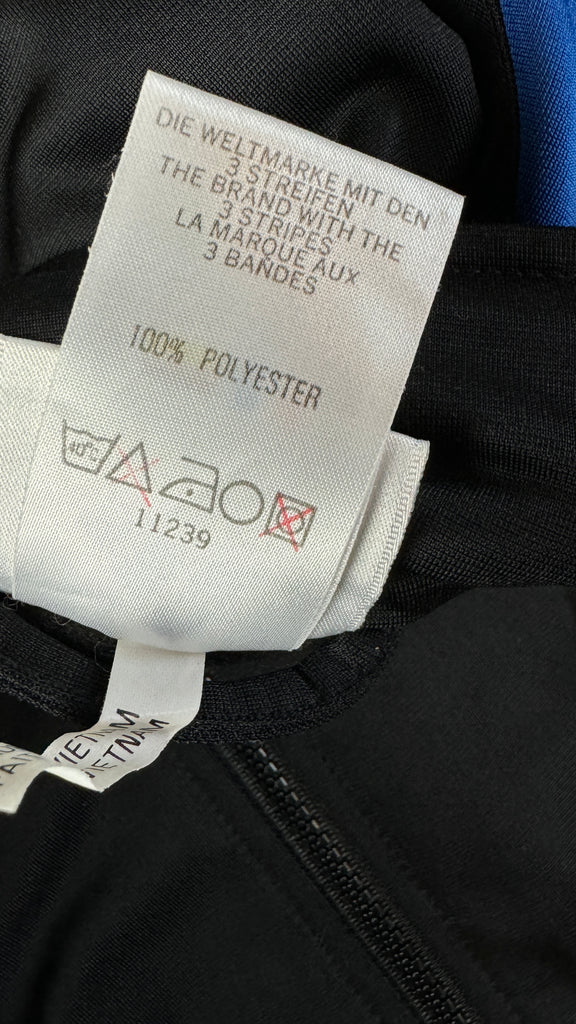 DIE WELTMARKE MIT DEN
3 STREIFEN
THE BRAND WITH THE
3 STRIPES
LA MARQUE AUX
3 BANDES
100% POLYESTER
40°C
11239
VIETNAM
VIETNAM